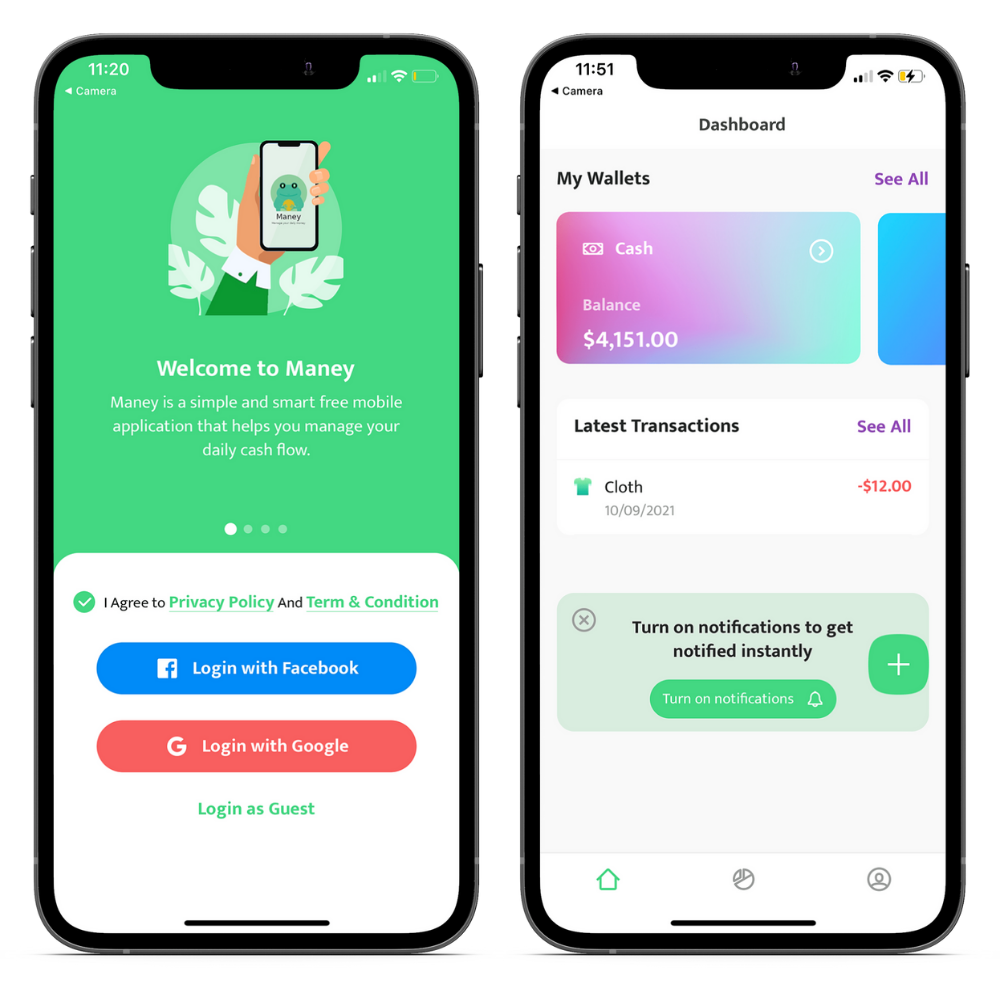 11:20
◀ Camera
Maney
Welcome to Maney
Maney is a simple and smart free mobile
application that helps you manage your
daily cash flow.
I Agree to Privacy Policy And Term & Condition
Login with Facebook
G Login with Google
Login as Guest
11:51
◀ Camera
Dashboard
My Wallets See All
Cash
Balance
$4,151.00
Latest Transactions See All
Cloth -$12.00
10/09/2021
Turn on notifications to get
notified instantly
Turn on notifications